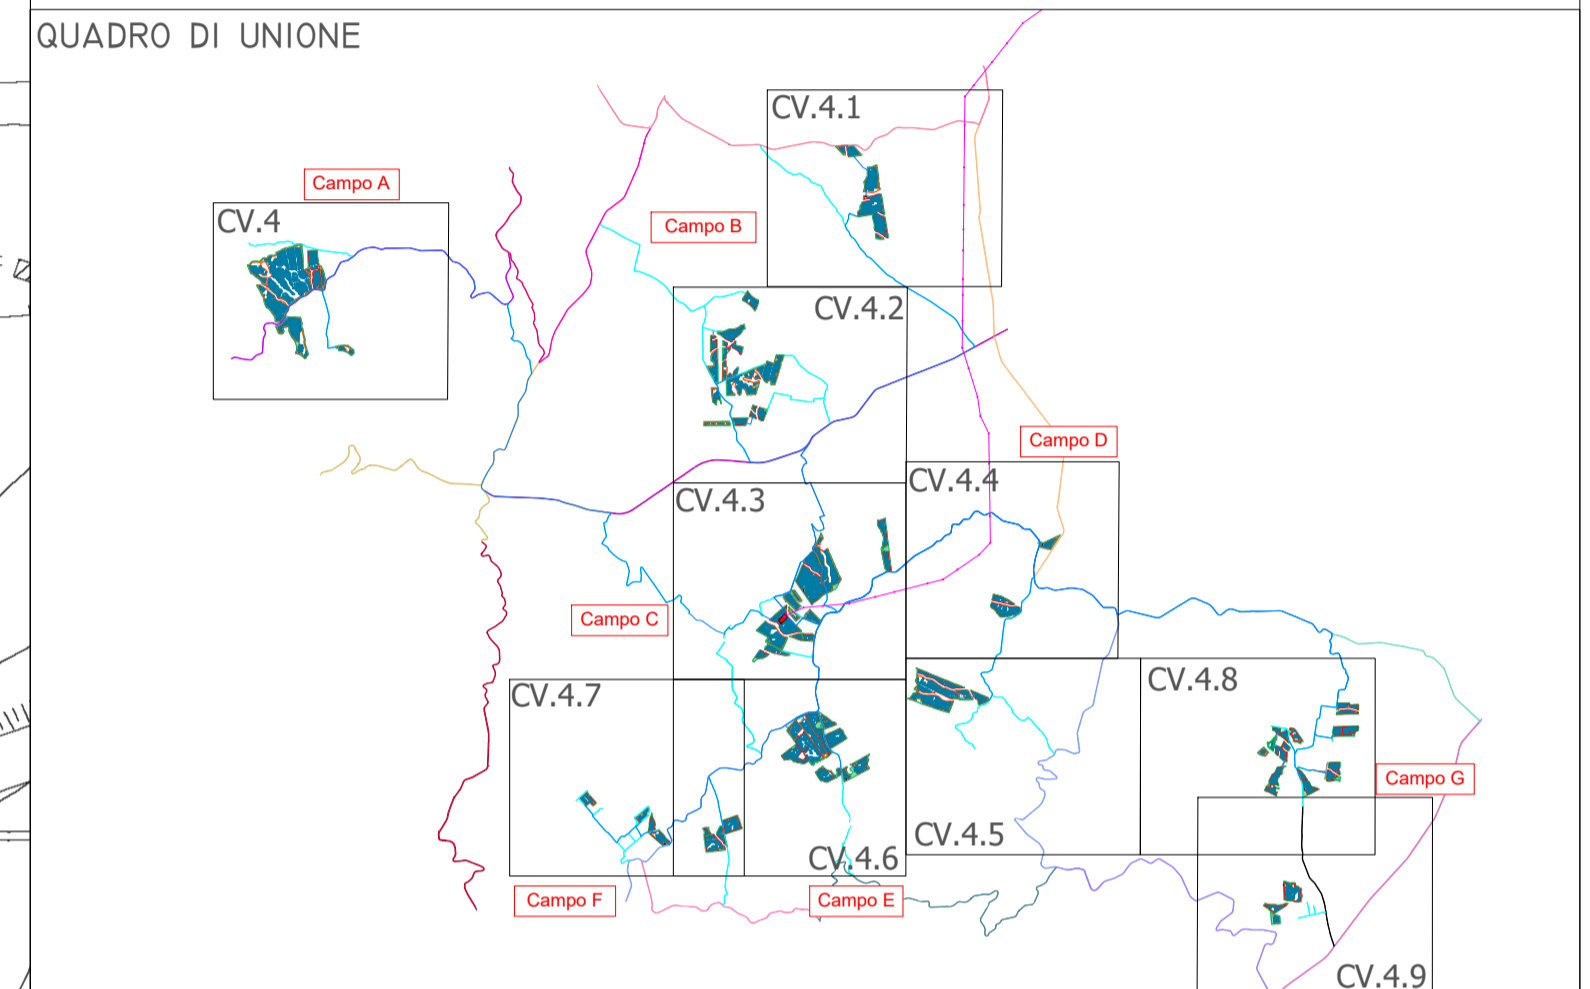 QUADRO DI UNIONE
CV.4.1
Campo A
CV.4
Campo B
CV.4.2
Campo D
CV.4.4
CV.4.3
Campo C
CV.4.8
CV.4.7
Campo G
CV.4.5
CV.4.6
Campo F
Campo E
CV.4.9